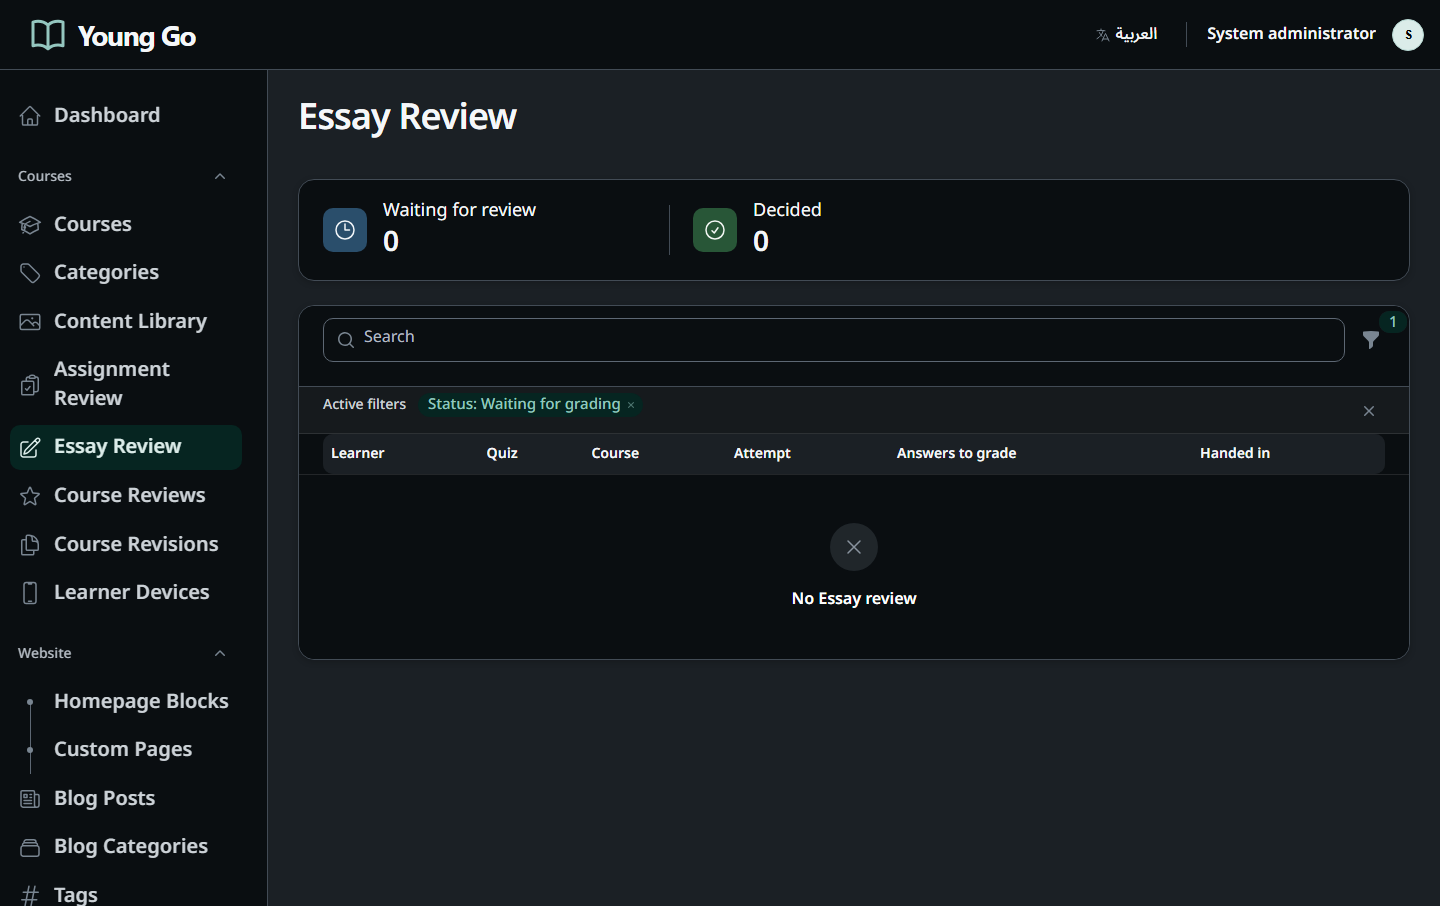 Young Go
العربية
System administrator
S
Dashboard
Courses
Courses
Categories
Content Library
Assignment
Review
Essay Review
Course Reviews
Course Revisions
Learner Devices
Website
Homepage Blocks
Custom Pages
Blog Posts
Blog Categories
Tags
Essay Review
Waiting for review
0
Decided
0
Search
1
Active filters
Status: Waiting for grading ×
Learner Quiz Course Attempt Answers to grade Handed in
No Essay review